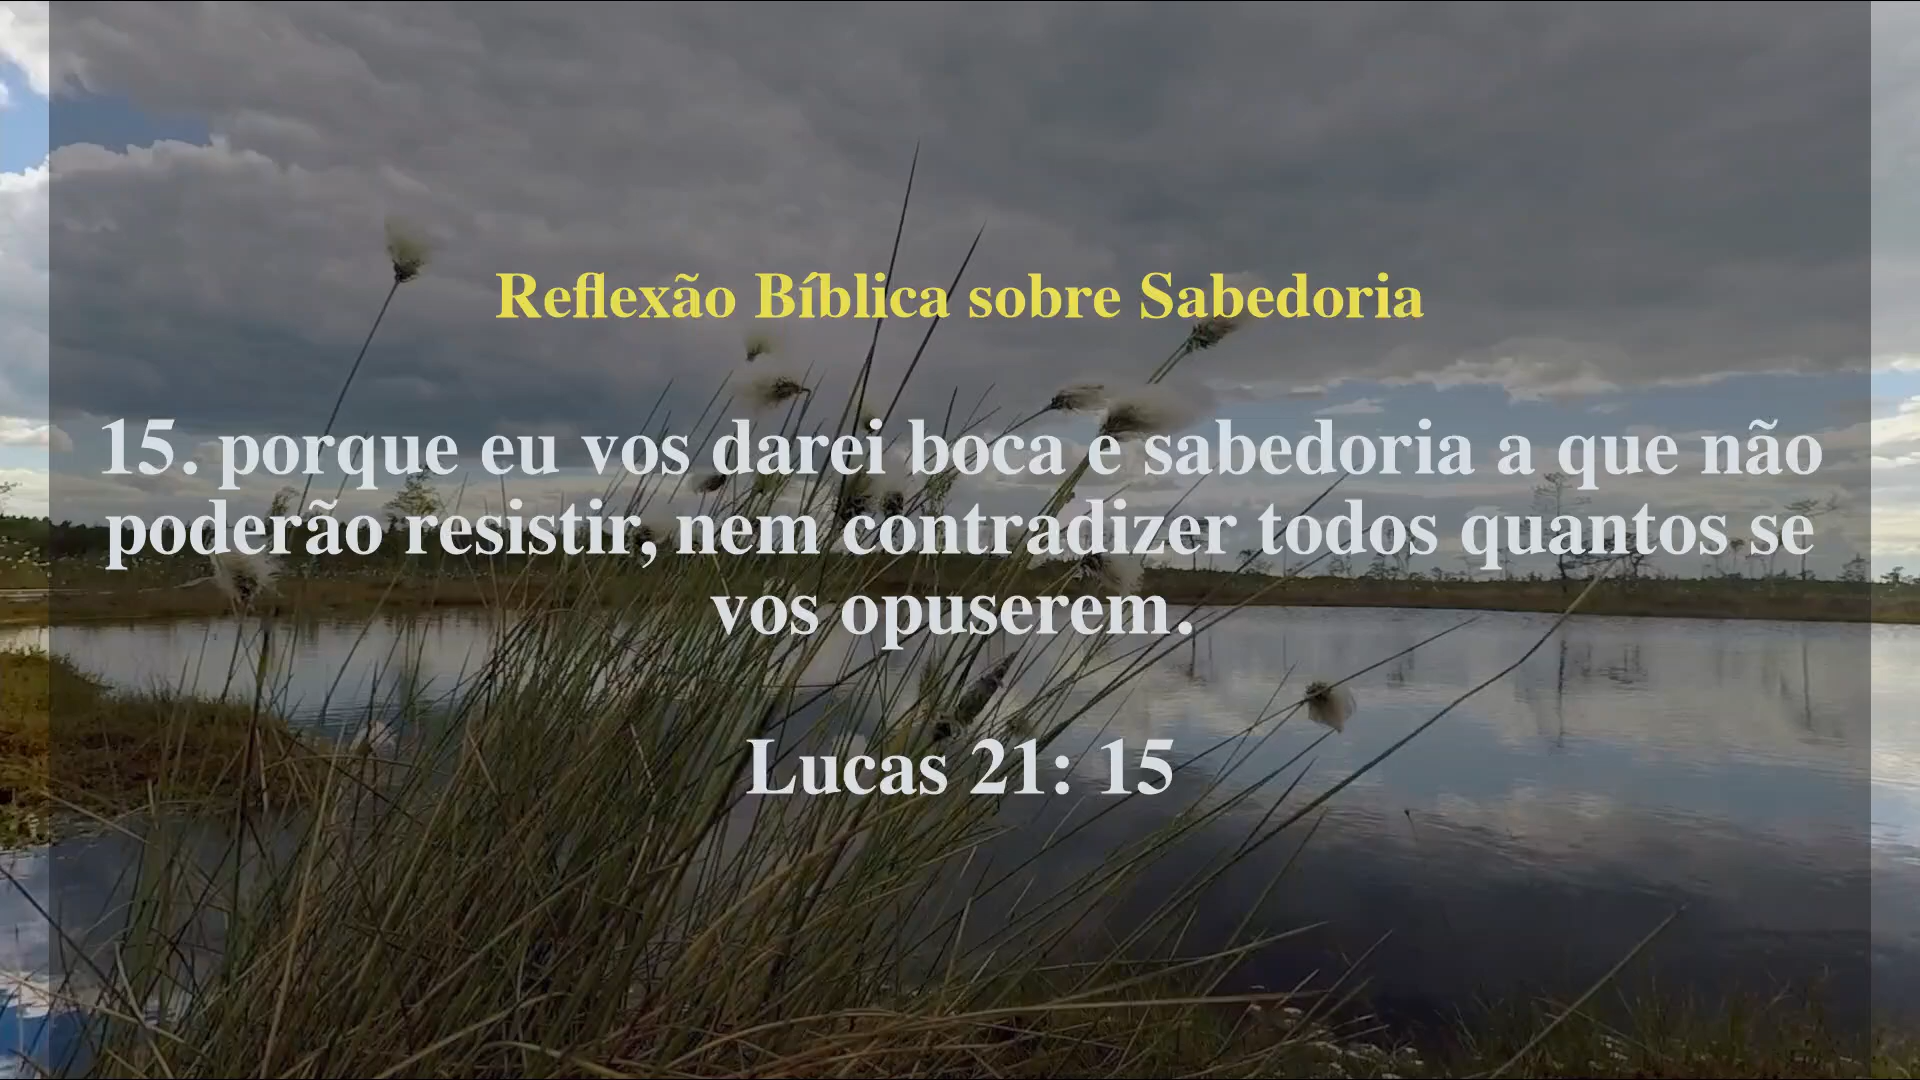 Reflexão Bíblica sobre Sabedoria
15. porque eu vos darei boca e sabedoria a que não
poderão resistir, nem contradizer todos quantos se
vos opuserem.
Lucas 21: 15